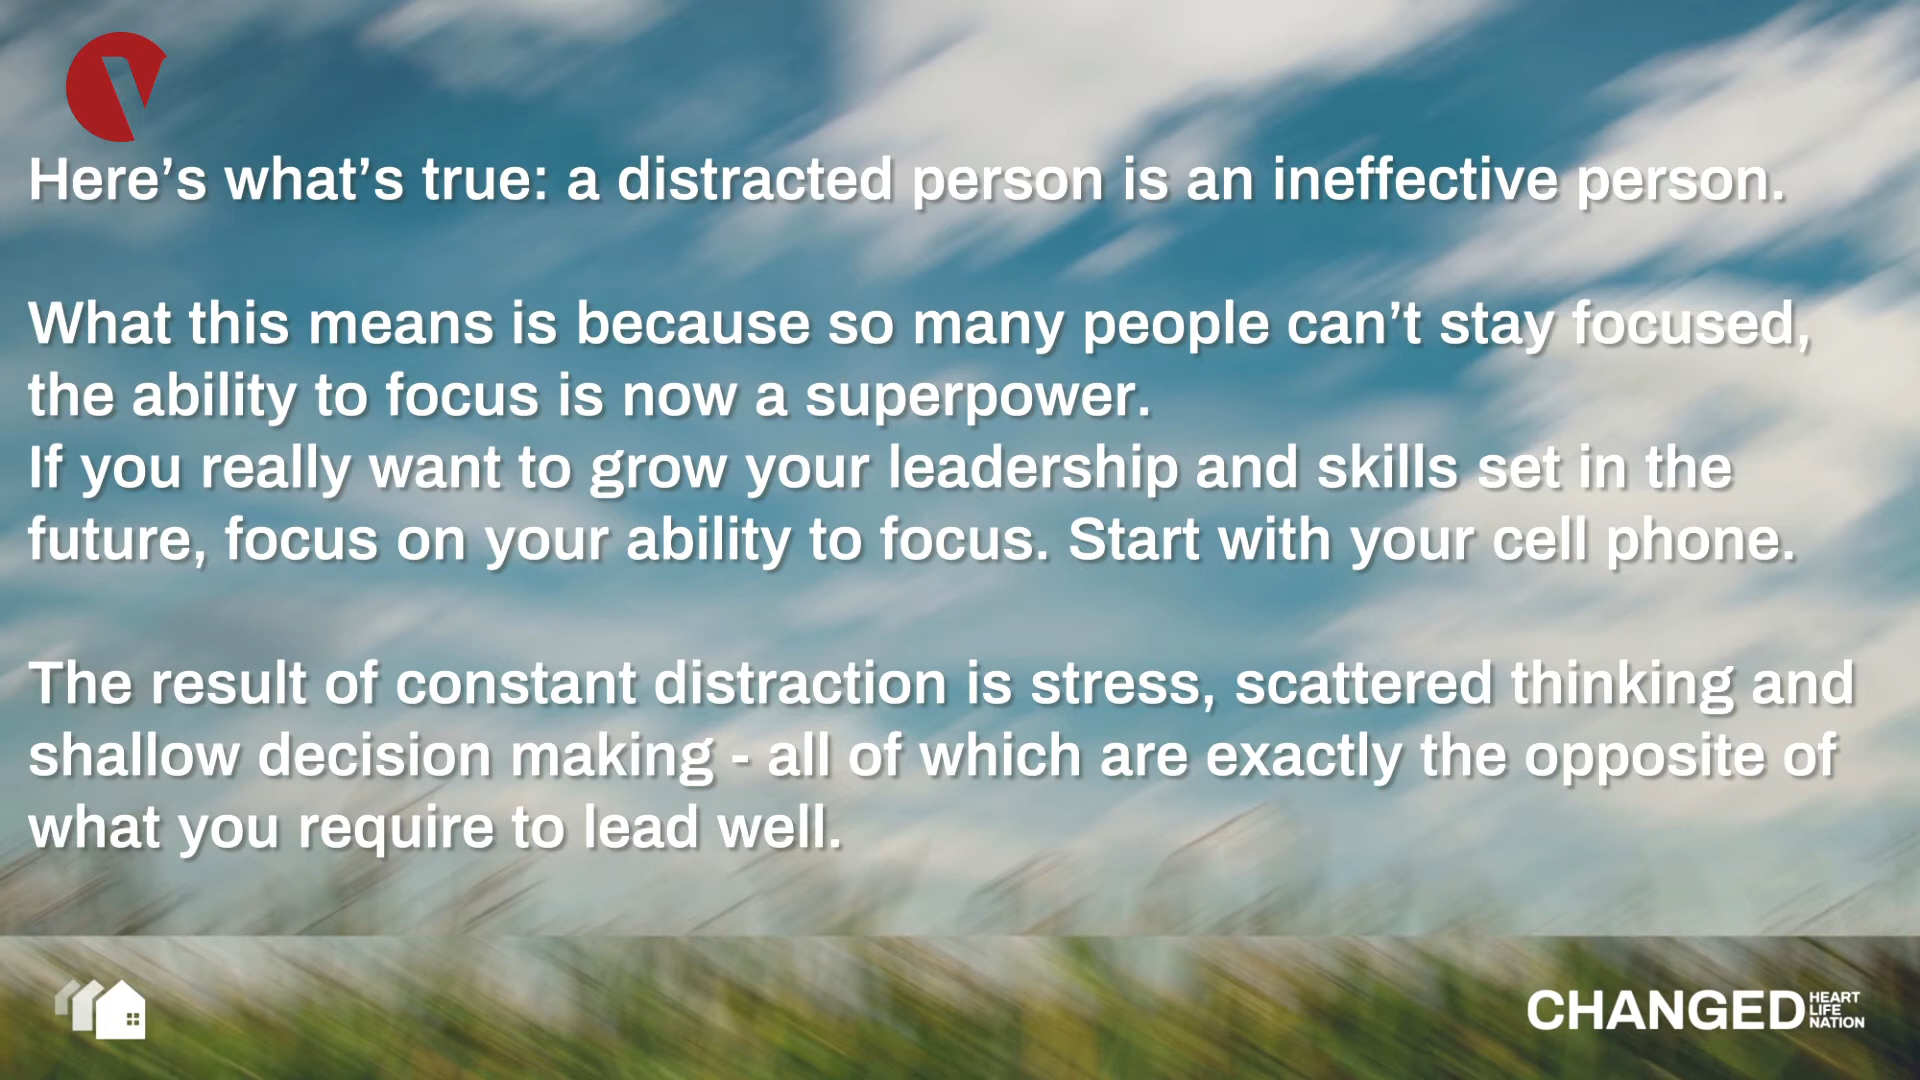 Here’s what’s true: a distracted person is an ineffective person.
What this means is because so many people can’t stay focused,
the ability to focus is now a superpower.
If you really want to grow your leadership and skills set in the
future, focus on your ability to focus. Start with your cell phone.
The result of constant distraction is stress, scattered thinking and
shallow decision making - all of which are exactly the opposite of
what you require to lead well.
CHANGED
HEART
LIFE
NATION